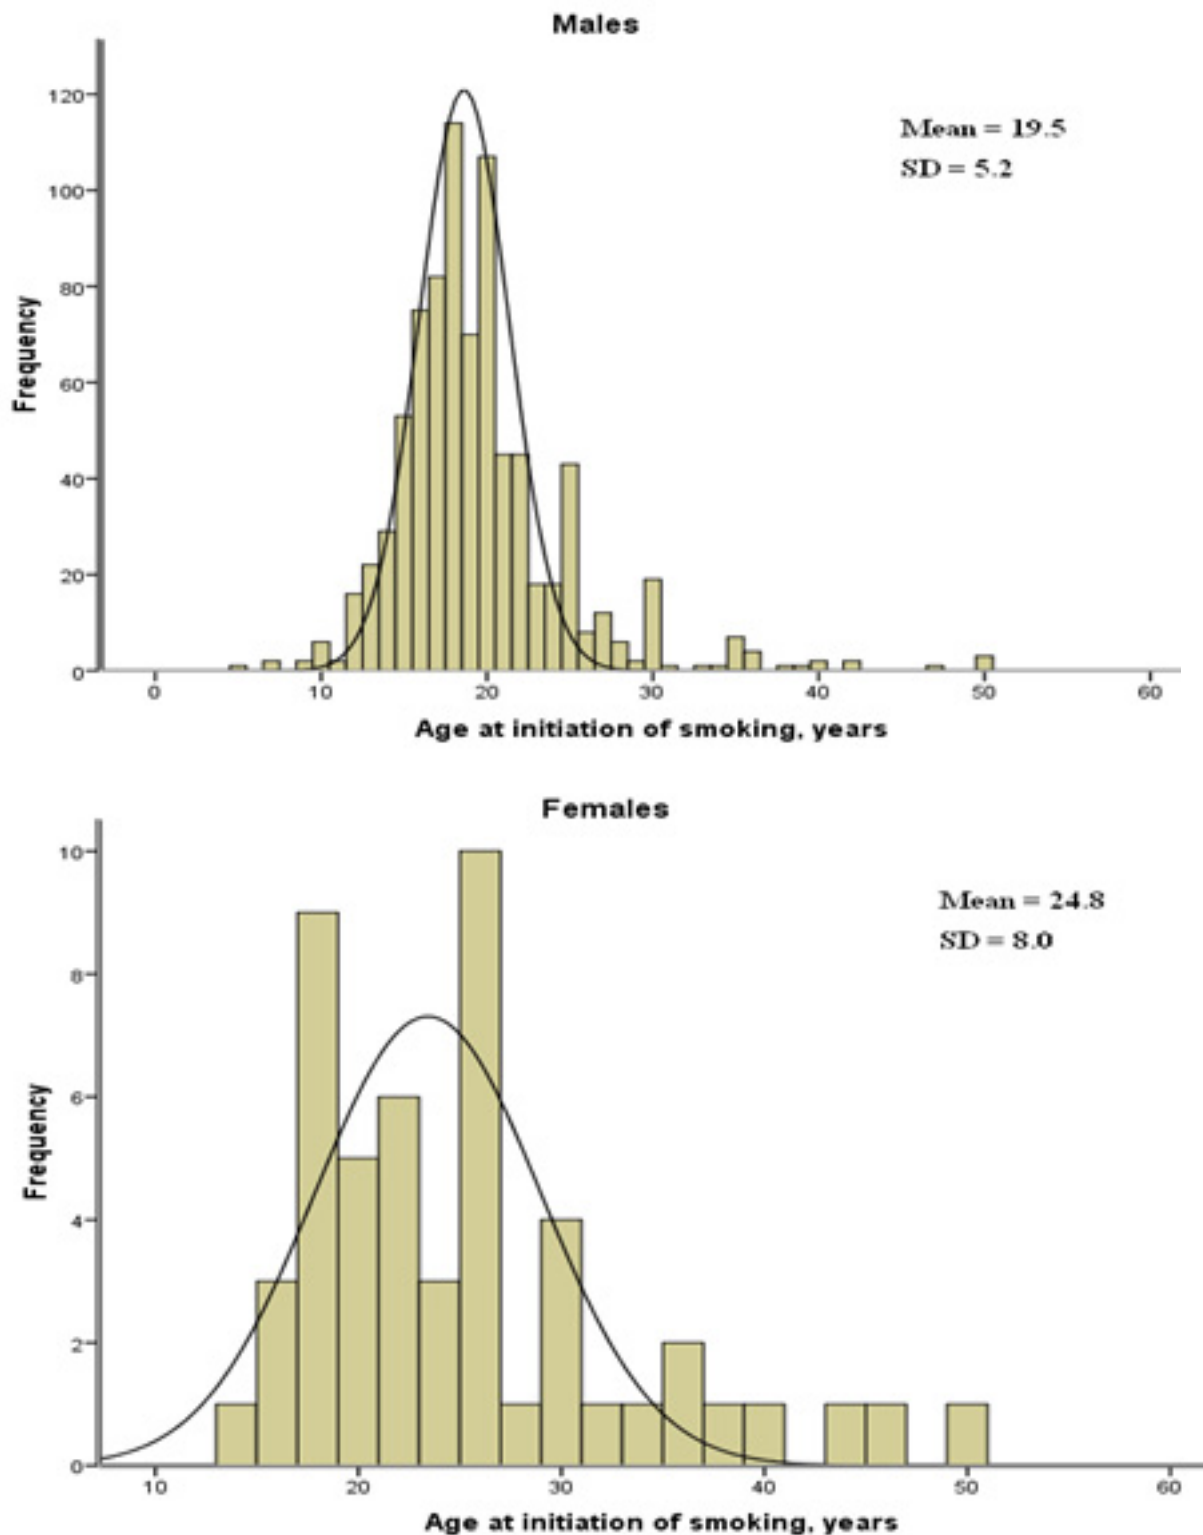 Males
Mean = 19.5
SD = 5.2
Frequency
120
100
80
60
40
20
0
0 10 20 30 40 50 60
Age at initiation of smoking, years
Females
Mean = 24.8
SD = 8.0
Frequency
10
8
6
4
2
0
10 20 30 40 50 60
Age at initiation of smoking, years